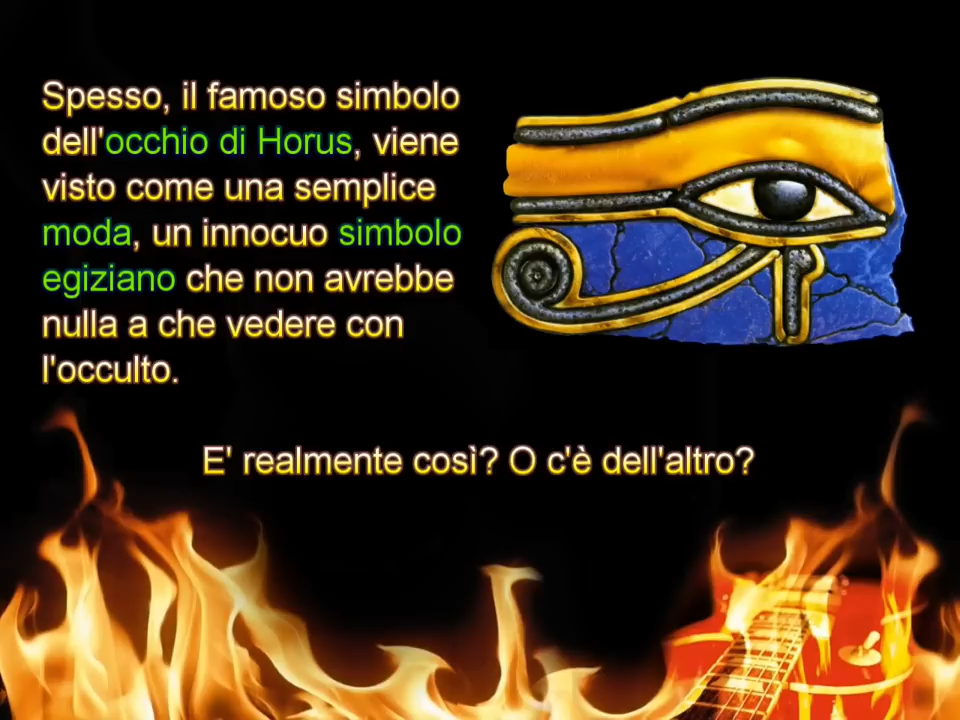 Spesso, il famoso simbolo
dell'occhio di Horus, viene
visto come una semplice
moda, un innocuo simbolo
egiziano che non avrebbe
nulla a che vedere con
l'occulto.
E' realmente così? O c'è dell'altro?